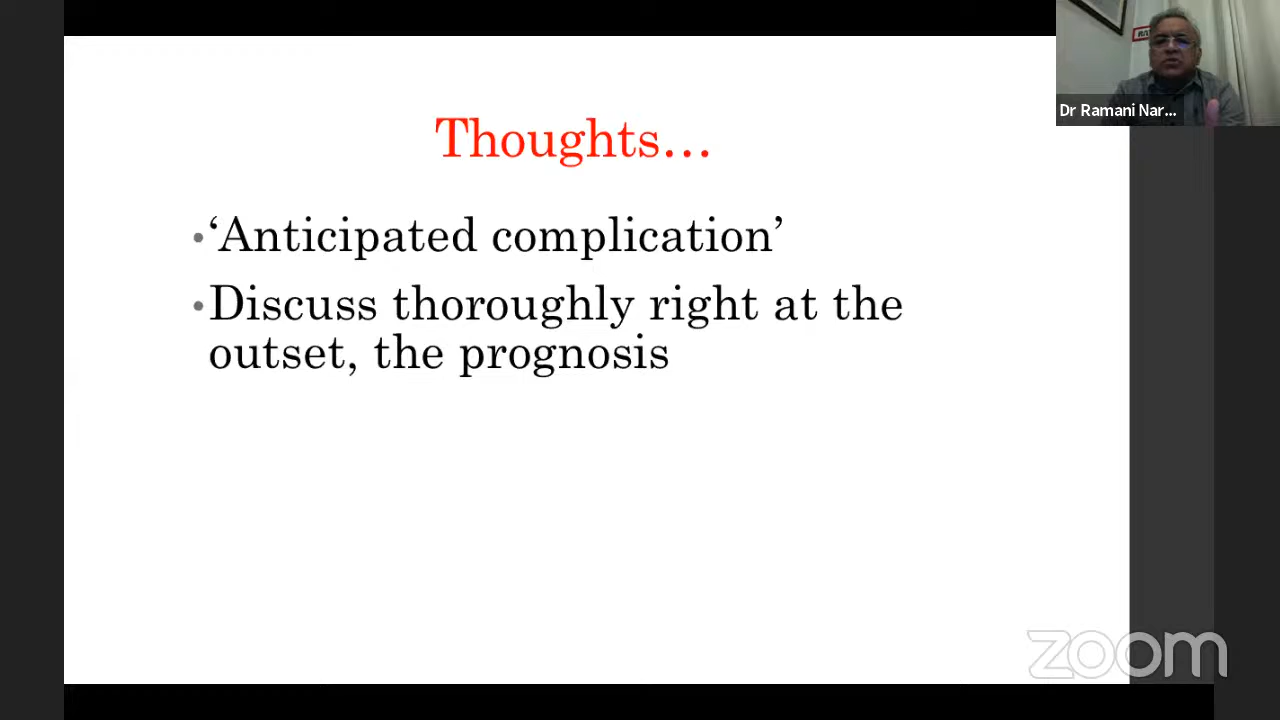 Thoughts…
•‘Anticipated complication’
•Discuss thoroughly right at the
outset, the prognosis
Dr Ramani Nar...
zoom